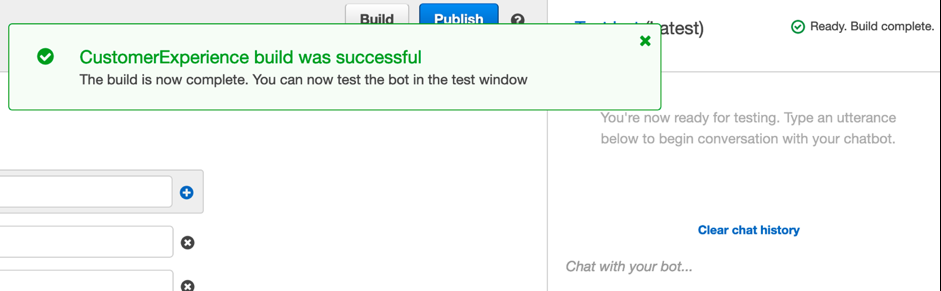 Build
Publish
(Latest)
Ready. Build complete.
CustomerExperience build was successful
The build is now complete. You can now test the bot in the test window
You're now ready for testing. Type an utterance
below to begin conversation with your chatbot.
Clear chat history
Chat with your bot...